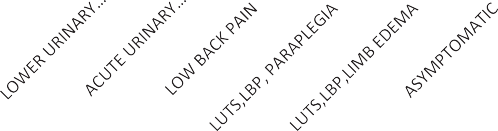 LOWER URINARY...
ACUTE URINARY...
LOW BACK PAIN
LUTS,LBP, PARAPLEGIA
LUTS,LBP,LIMB EDEMA
ASYMPTOMATIC